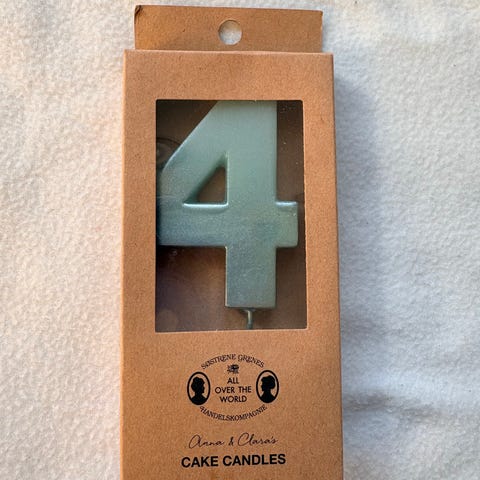 4
SØSTRENE GRENES
ALL
OVER THE
WORLD
HANDELSKOMPAGNIE
Anna & Clara's
CAKE CANDLES